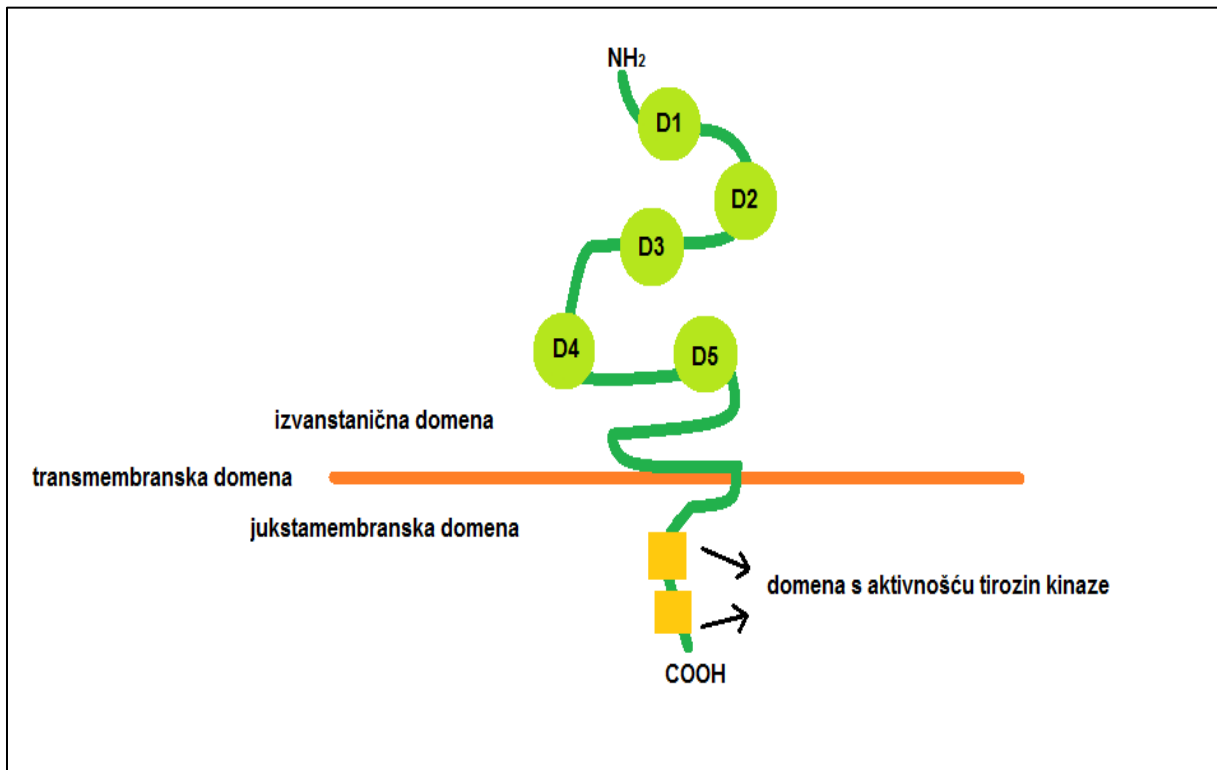 NH₂
D1
D2
D3
D4
D5
izvanstanična domena
transmembranska domena
jukstamembranska domena
domena s aktivnošću tirozin kinaze
COOH